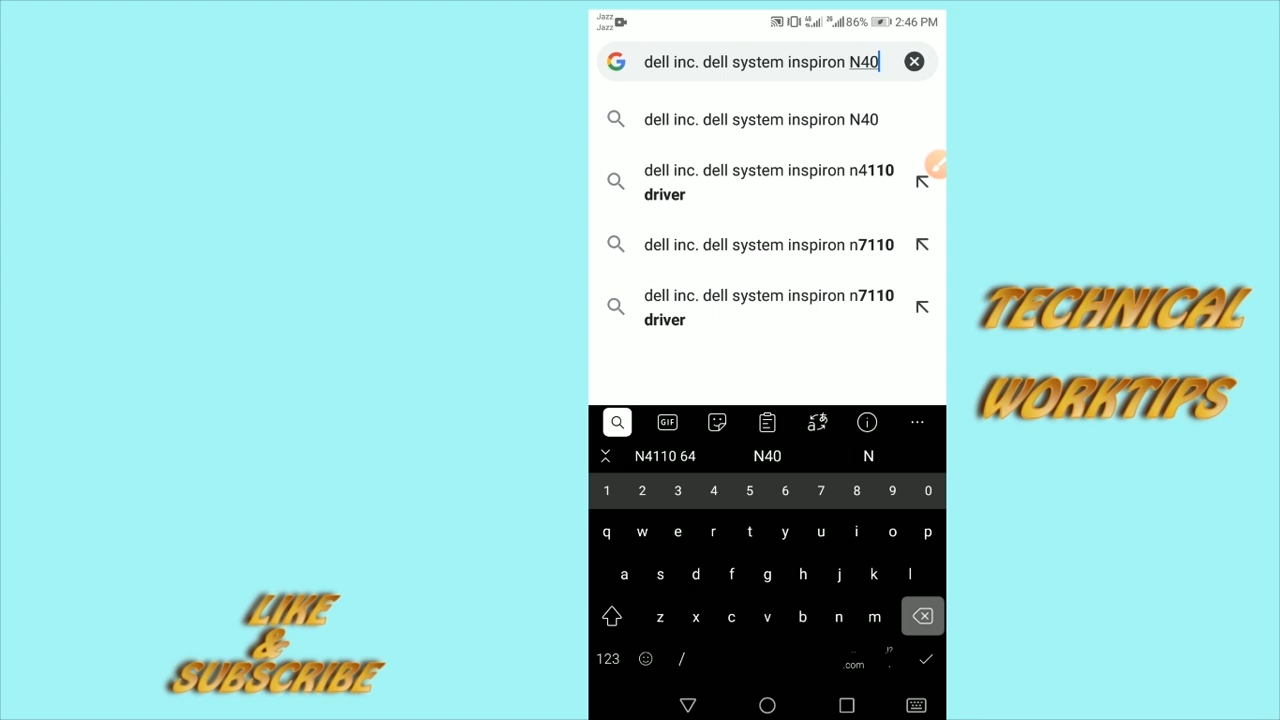 Jazz
Jazz
4G 2G 86% 2:46 PM
dell inc. dell system inspiron N40
dell inc. dell system inspiron N40
dell inc. dell system inspiron n4110
driver
dell inc. dell system inspiron n7110
dell inc. dell system inspiron n7110
driver
TECHNICAL
WORKTIPS
GIF
N4110 64 N40 N
1 2 3 4 5 6 7 8 9 0
q w e r t y u i o p
a s d f g h j k l
z x c v b n m
123 / .com !? .
LIKE
&
SUBSCRIBE